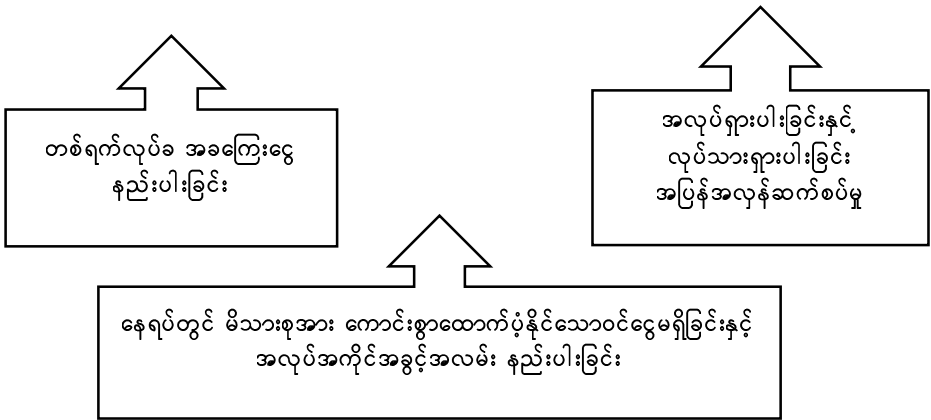 တစ်ရက်လုပ်ခ အခကြေးငွေ
နည်းပါးခြင်း
အလုပ်ရှားပါးခြင်းနှင့်
လုပ်သားရှားပါးခြင်း
အပြန်အလှန်ဆက်စပ်မှု
နေရပ်တွင် မိသားစုအား ကောင်းစွာထောက်ပံ့နိုင်သောဝင်ငွေမရှိခြင်းနှင့်
အလုပ်အကိုင်အခွင့်အလမ်း နည်းပါးခြင်း